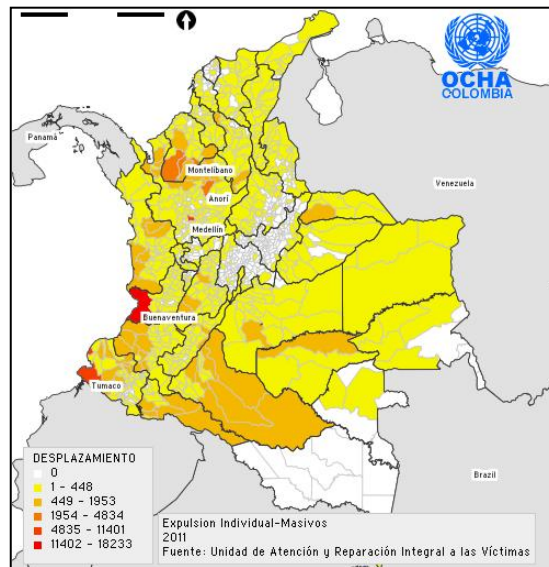 OCHA
COLOMBIA
Panamá
Montelíbano
Anorí
Venezuela
Medellín
Buenaventura
Tumaco
Brazil
DESPLAZAMIENTO
0
1 - 448
449 - 1953
1954 - 4834
4835 - 11401
11402 - 18233
Expulsion Individual-Masivos
2011
Fuente: Unidad de Atención y Reparación Integral a las Víctimas